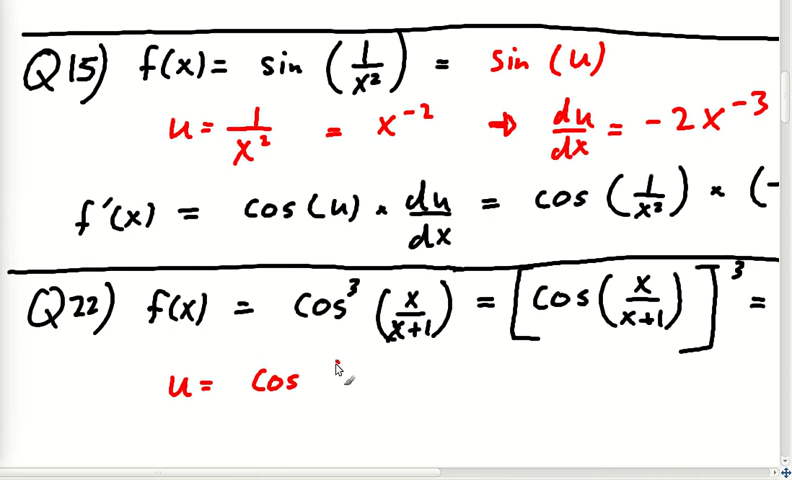 Q15) f(x) = sin (1/x²) = sin (u)
u = 1/x² = x⁻² ⇒ du/dx = -2x⁻³
f'(x) = cos(u) × du/dx = cos (1/x²) × (-
Q22) f(x) = cos³ (x/x+1) = [cos (x/x+1)]³ =
u = cos